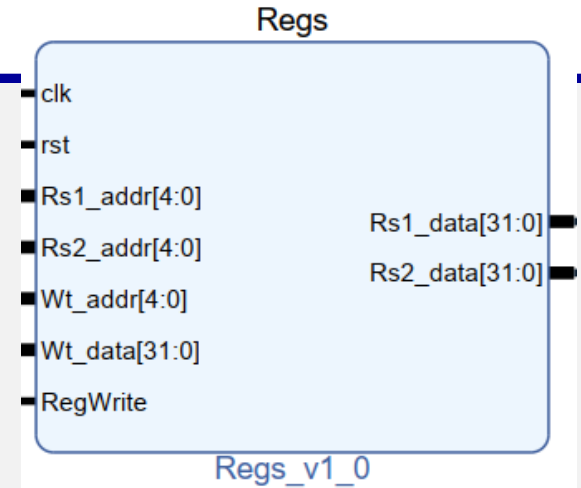 Regs
clk
rst
Rs1_addr[4:0]
Rs2_addr[4:0]
Wt_addr[4:0]
Wt_data[31:0]
RegWrite
Rs1_data[31:0]
Rs2_data[31:0]
Regs_v1_0